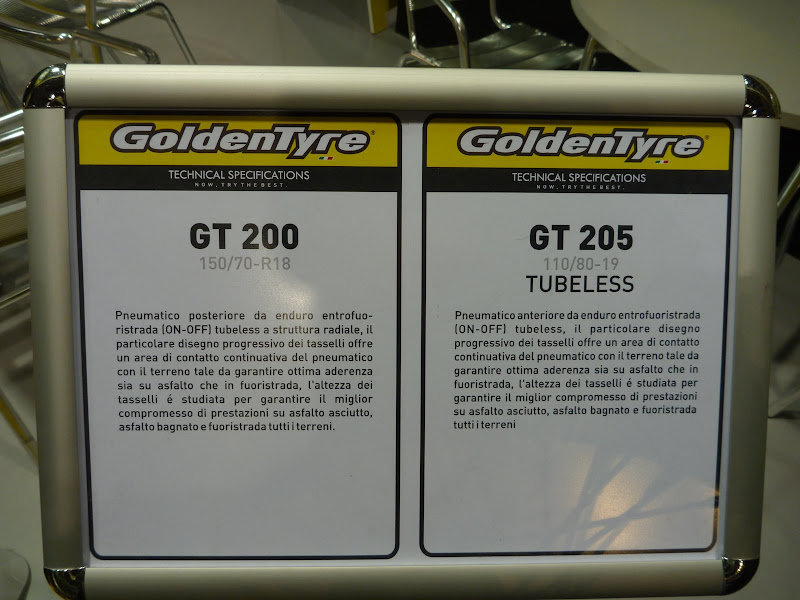 GoldenTyre
TECHNICAL SPECIFICATIONS
NOW, TRY THE BEST.
GT 200
150/70-R18
Pneumatico posteriore da enduro entrofuo-
ristrada (ON-OFF) tubeless a struttura radiale, il
particolare disegno progressivo dei tasselli offre
un area di contatto continuativa del pneumatico
con il terreno tale da garantire ottima aderenza
sia su asfalto che in fuoristrada, l'altezza dei
tasselli é studiata per garantire il miglior
compromesso di prestazioni su asfalto asciutto,
asfalto bagnato e fuoristrada tutti i terreni.
GoldenTyre
TECHNICAL SPECIFICATIONS
NOW, TRY THE BEST.
GT 205
110/80-19
TUBELESS
Pneumatico anteriore da enduro entrofuoristrada
(ON-OFF) tubeless, il particolare disegno
progressivo dei tasselli offre un area di contatto
continuativa del pneumatico con il terreno tale da
garantire ottima aderenza sia su asfalto che in
fuoristrada, l'altezza dei tasselli é studiata per
garantire il miglior compromesso di prestazioni
su asfalto asciutto, asfalto bagnato e fuoristrada
tutti i terreni